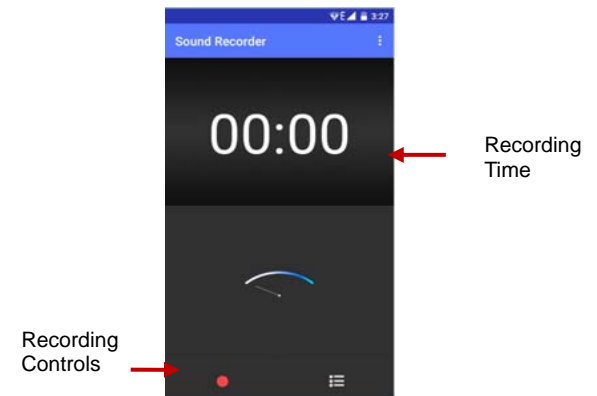 E 3:27
Sound Recorder
00:00
Recording
Time
Recording
Controls